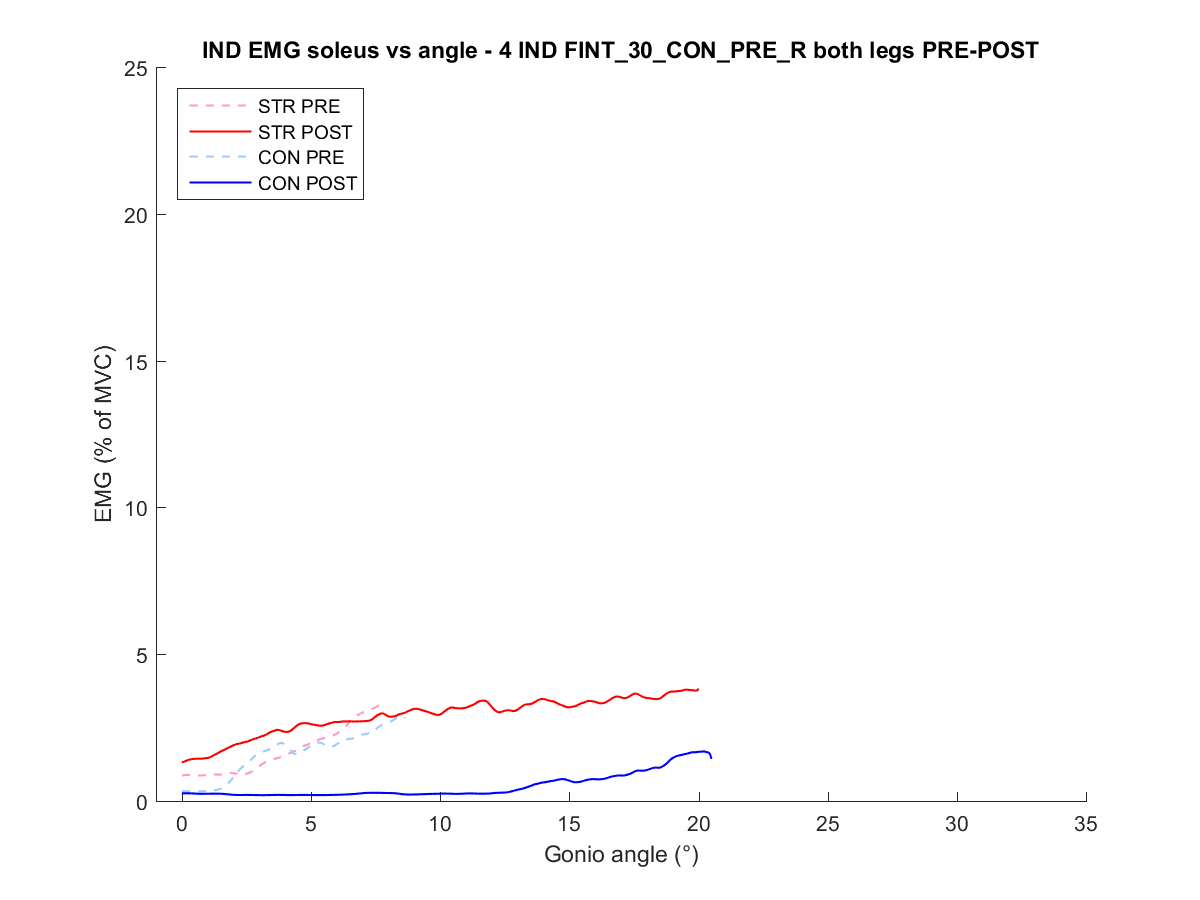 IND EMG soleus vs angle - 4 IND FINT_30_CON_PRE_R both legs PRE-POST
25
STR PRE
STR POST
CON PRE
CON POST
20
15
10
5
0
EMG (% of MVC)
0 5 10 15 20 25 30 35
Gonio angle (°)